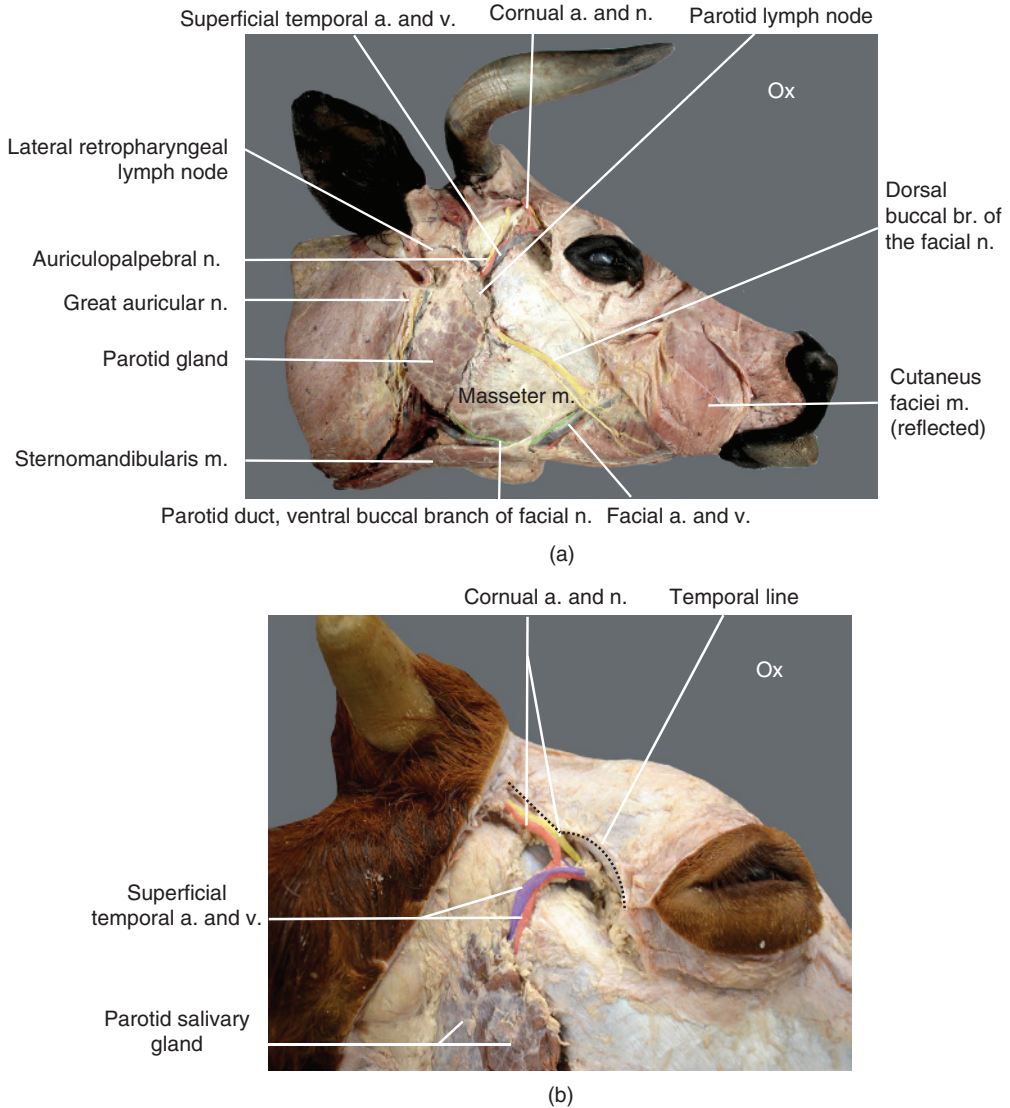 Superficial temporal a. and v.
Cornual a. and n.
Parotid lymph node
Ox
Lateral retropharyngeal
lymph node
Dorsal
buccal br. of
the facial n.
Auriculopalpebral n.
Great auricular n.
Parotid gland
Masseter m.
Cutaneus
faciei m.
(reflected)
Sternomandibularis m.
Parotid duct, ventral buccal branch of facial n.
Facial a. and v.
(a)
Cornual a. and n.
Temporal line
Ox
Superficial
temporal a. and v.
Parotid salivary
gland
(b)